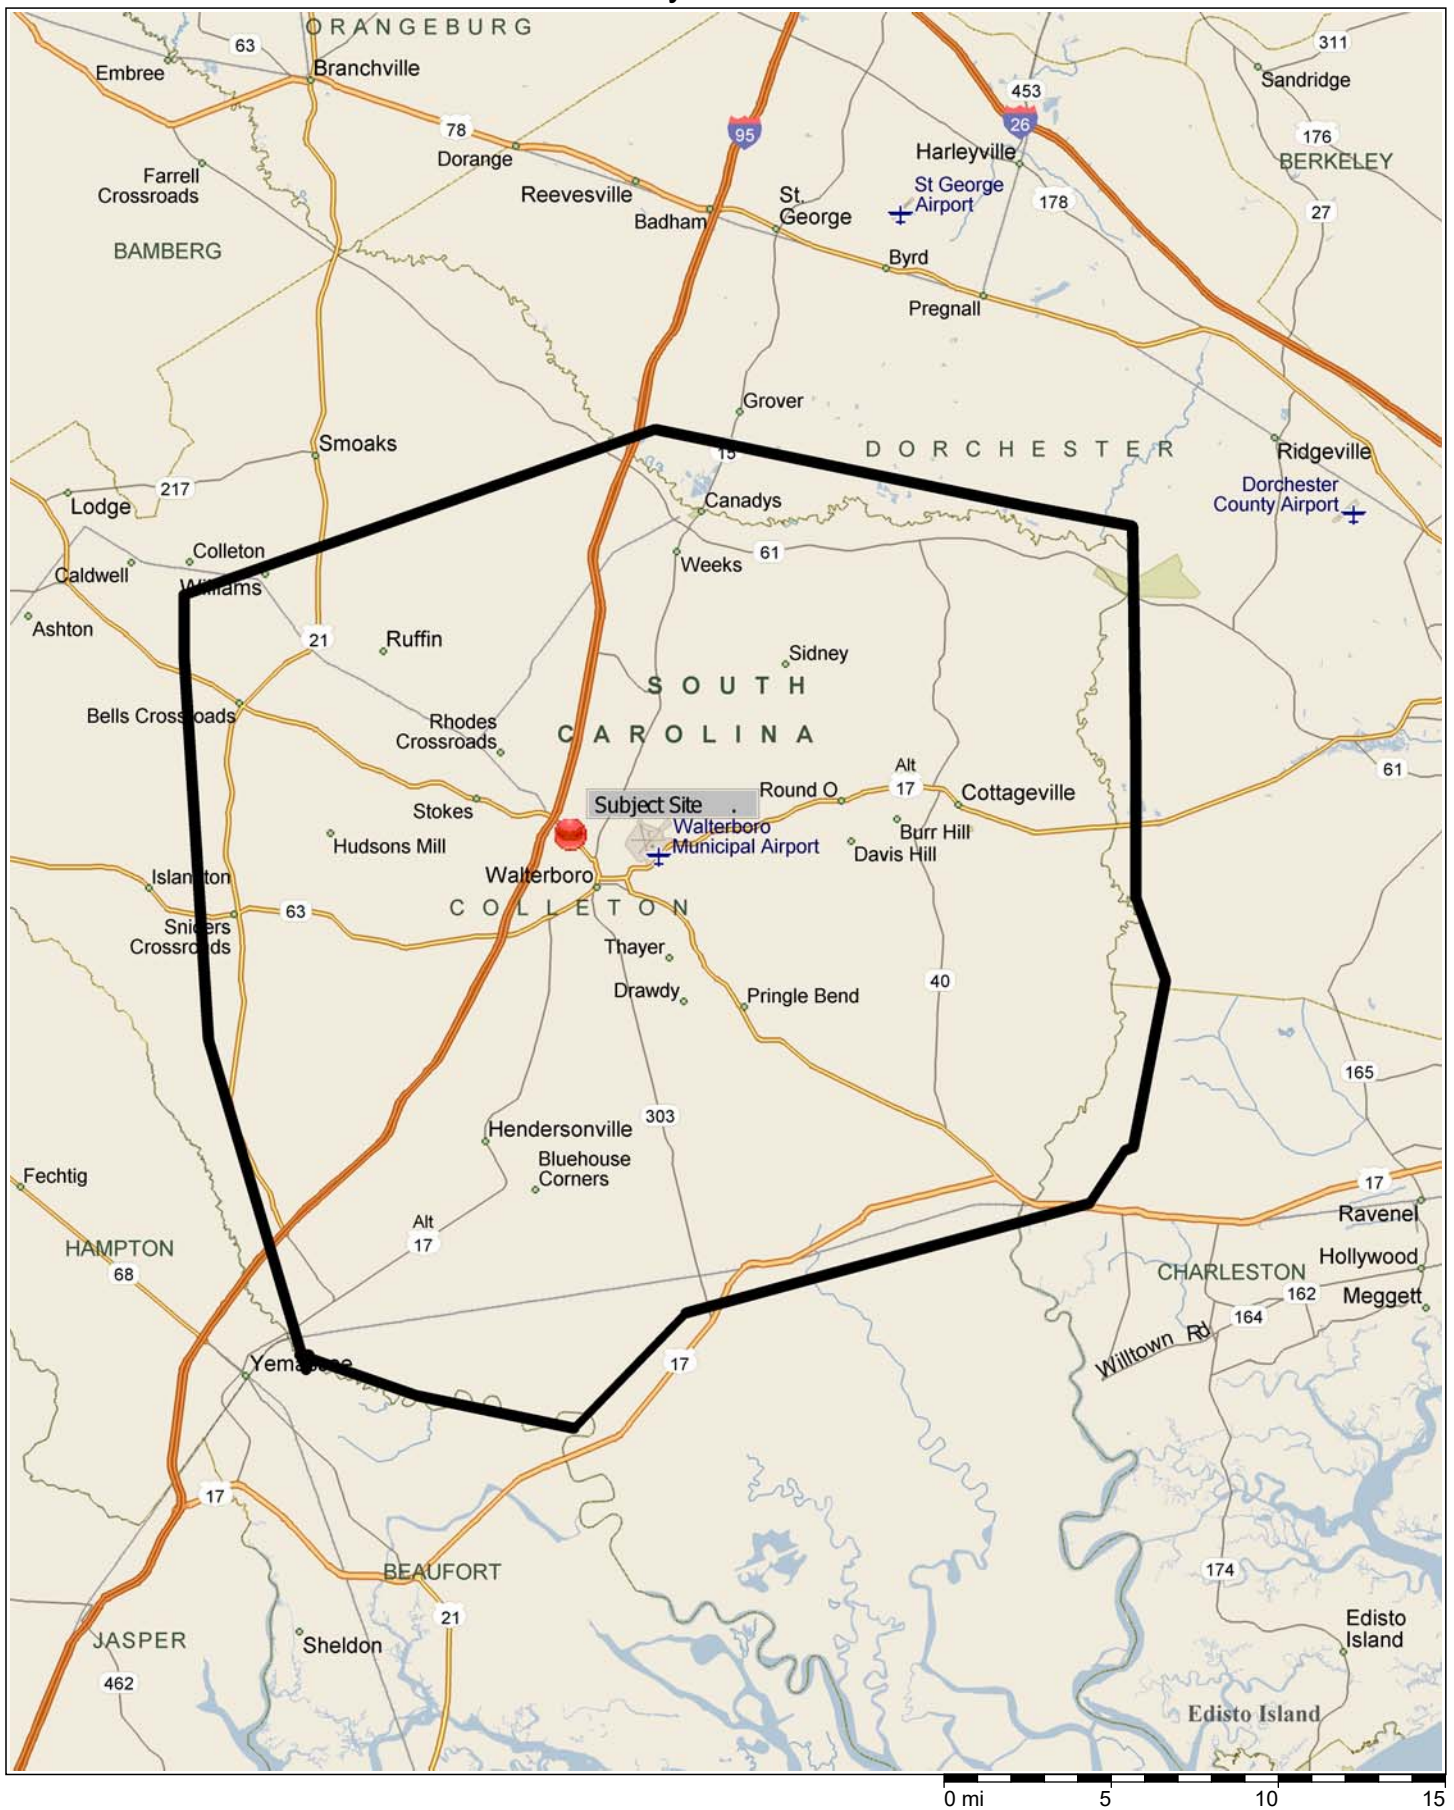 ORANGEBURG
63
Embree
Branchville
311
Sandridge
453
95
26
176
78
Dorange
Harleyville
BERKELEY
Farrell
Crossroads
Reevesville
St George
Airport
178
St.
George
Badham
27
BAMBERG
Byrd
Pregnall
Grover
Smoaks
15
DORCHESTER
Ridgeville
217
Lodge
Dorchester
County Airport
Canadys
Colleton
61
Weeks
Caldwell
Williams
Ashton
21
Ruffin
Sidney
SOUTH
Bells Crossroads
Rhodes
Crossroads
CAROLINA
Alt
17
61
Round O
Cottageville
Subject Site .
Stokes
Walterboro
Municipal Airport
Burr Hill
Hudsons Mill
Davis Hill
Islandton
Walterboro
63
COLLETON
Sniders
Crossroads
Thayer
40
Drawdy
Pringle Bend
165
303
Hendersonville
Bluehouse
Corners
Fechtig
17
Alt
17
Ravenel
HAMPTON
68
Hollywood
CHARLESTON
162
Meggett
164
Willtown Rd
Yemassee
17
17
BEAUFORT
174
21
Edisto
Island
JASPER
Sheldon
462
Edisto Island
0 mi 5 10 15